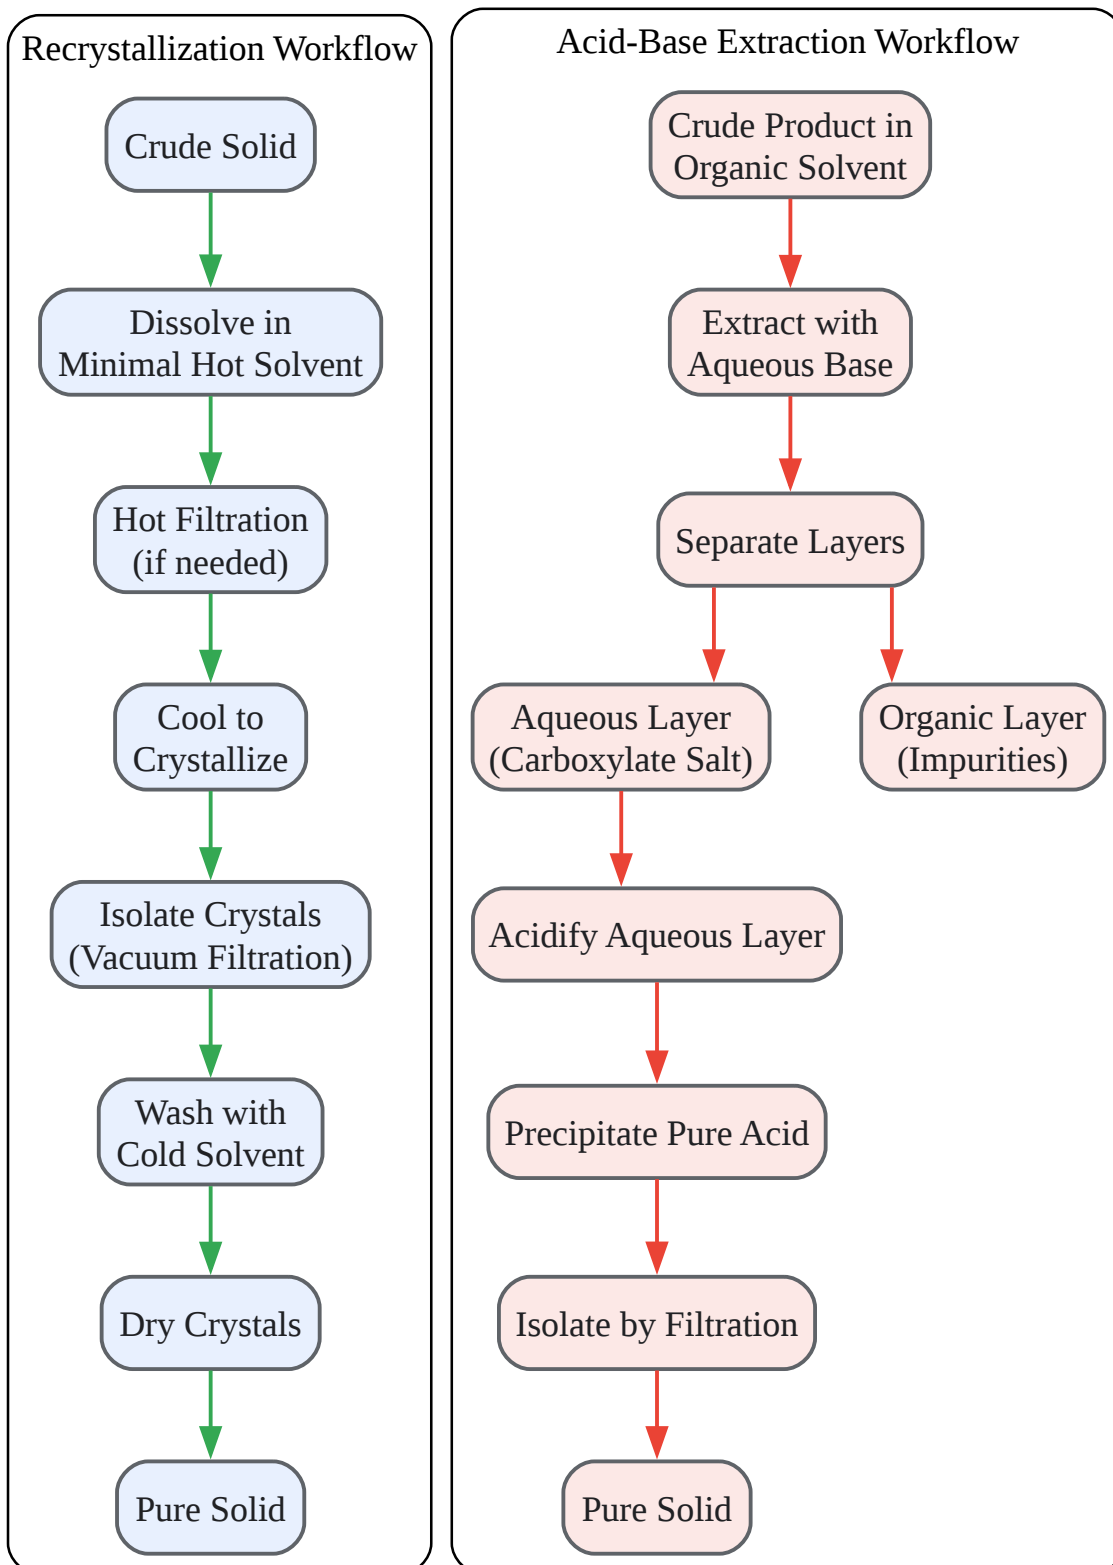 Recrystallization Workflow
Crude Solid
Dissolve in
Minimal Hot Solvent
Hot Filtration
(if needed)
Cool to
Crystallize
Isolate Crystals
(Vacuum Filtration)
Wash with
Cold Solvent
Dry Crystals
Pure Solid
Acid-Base Extraction Workflow
Crude Product in
Organic Solvent
Extract with
Aqueous Base
Separate Layers
Aqueous Layer
(Carboxylate Salt)
Organic Layer
(Impurities)
Acidify Aqueous Layer
Precipitate Pure Acid
Isolate by Filtration
Pure Solid